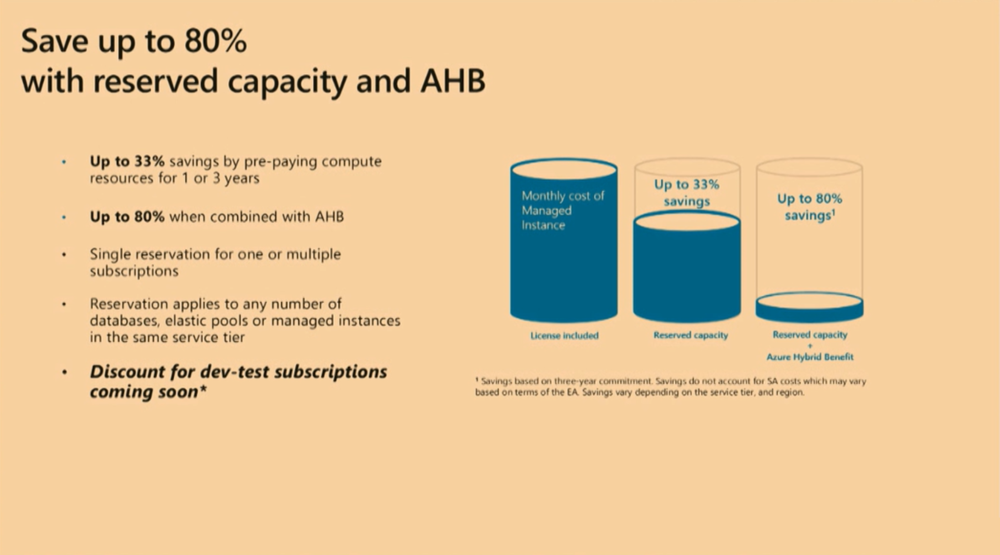 Save up to 80%
with reserved capacity and AHB
• Up to 33% savings by pre-paying compute
resources for 1 or 3 years
• Up to 80% when combined with AHB
• Single reservation for one or multiple
subscriptions
• Reservation applies to any number of
databases, elastic pools or managed instances
in the same service tier
• Discount for dev-test subscriptions
coming soon*
Monthly cost of
Managed
Instance
License included
Up to 33%
savings
Reserved capacity
Up to 80%
savings¹
Reserved capacity
+
Azure Hybrid Benefit
¹ Savings based on three-year commitment. Savings do not account for SA costs which may vary
based on terms of the EA. Savings vary depending on the service tier, and region.